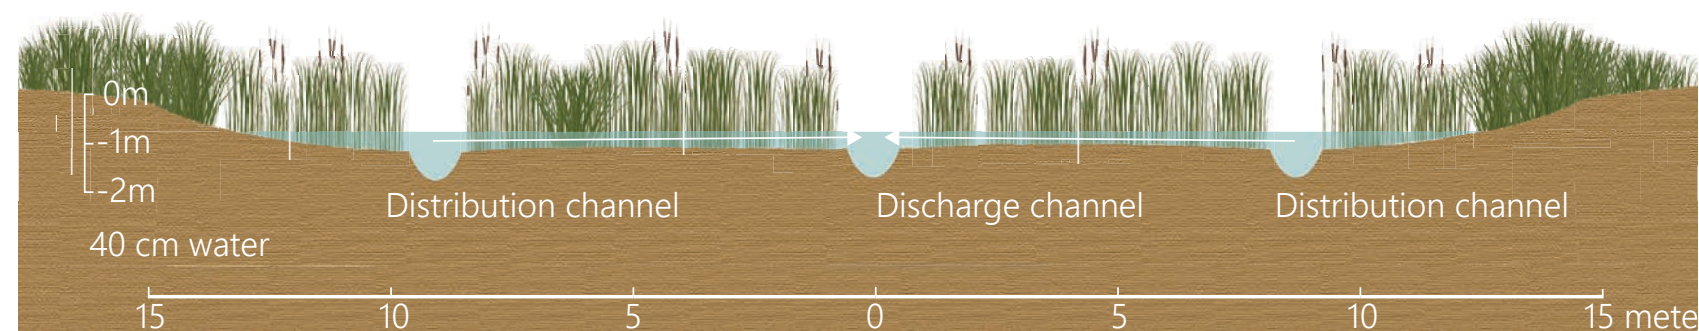 0m
-1m
-2m
Distribution channel
Discharge channel
Distribution channel
40 cm water
15
10
5
0
5
10
15 mete